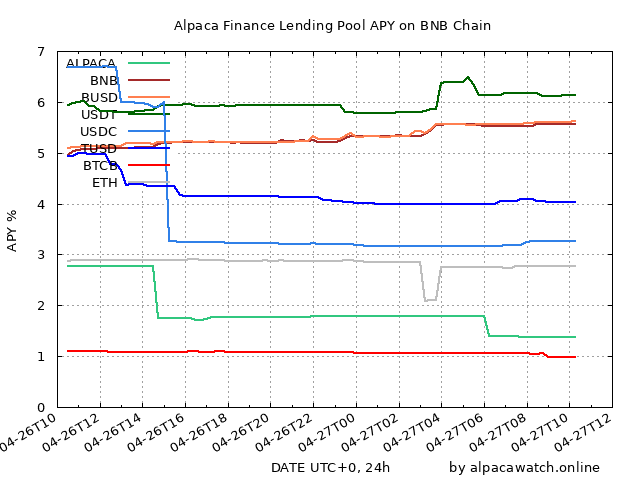 Alpaca Finance Lending Pool APY on BNB Chain
7
6
5
4
3
2
1
0
APY %
ALPACA
BNB
BUSD
USDT
USDC
TUSD
BTCB
ETH
04-26T10
04-26T12
04-26T14
04-26T16
04-26T18
04-26T20
04-26T22
04-27T00
04-27T02
04-27T04
04-27T06
04-27T08
04-27T10
04-27T12
DATE UTC+0, 24h
by alpacawatch.online